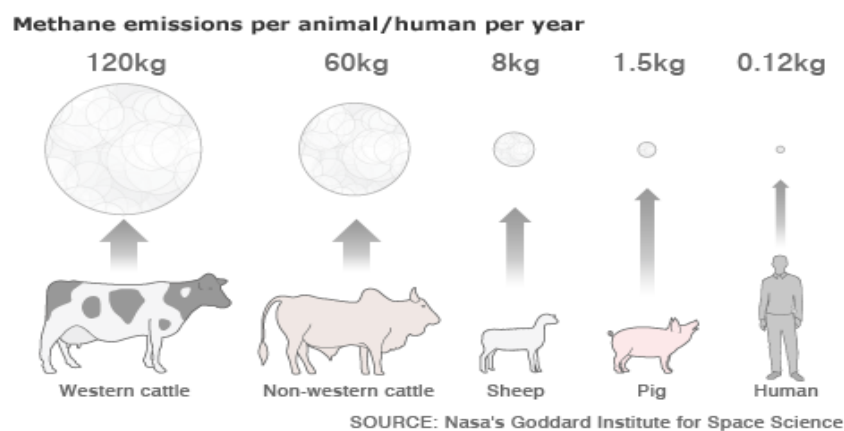 Methane emissions per animal/human per year
120kg 60kg 8kg 1.5kg 0.12kg
Western cattle Non-western cattle Sheep Pig Human
SOURCE: Nasa's Goddard Institute for Space Science